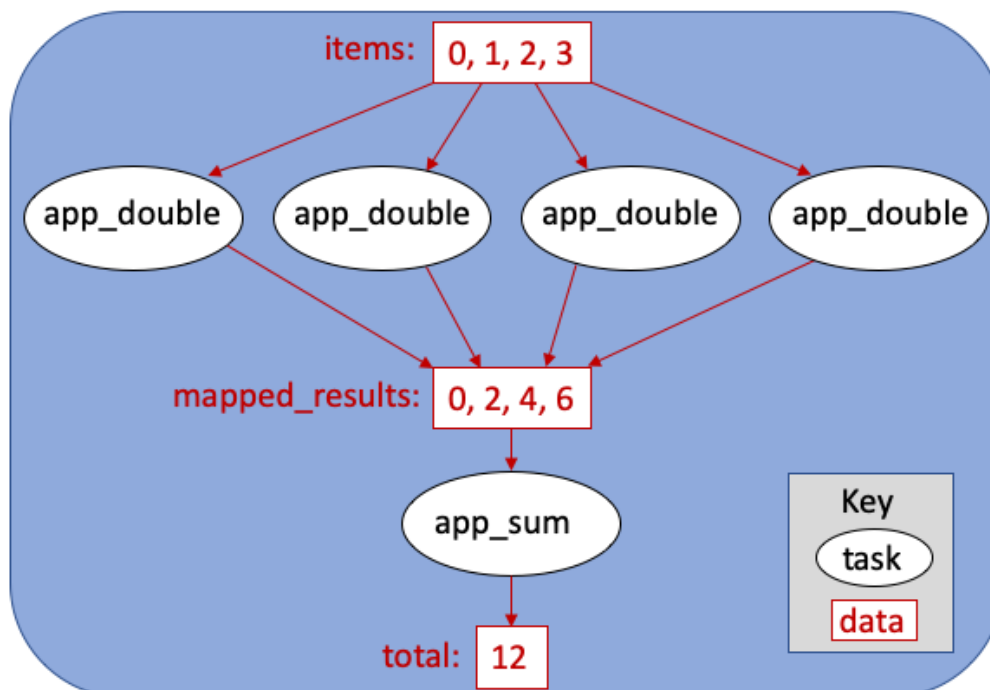 items: 0, 1, 2, 3
app_double app_double app_double app_double
mapped_results: 0, 2, 4, 6
app_sum
total: 12
Key
task
data